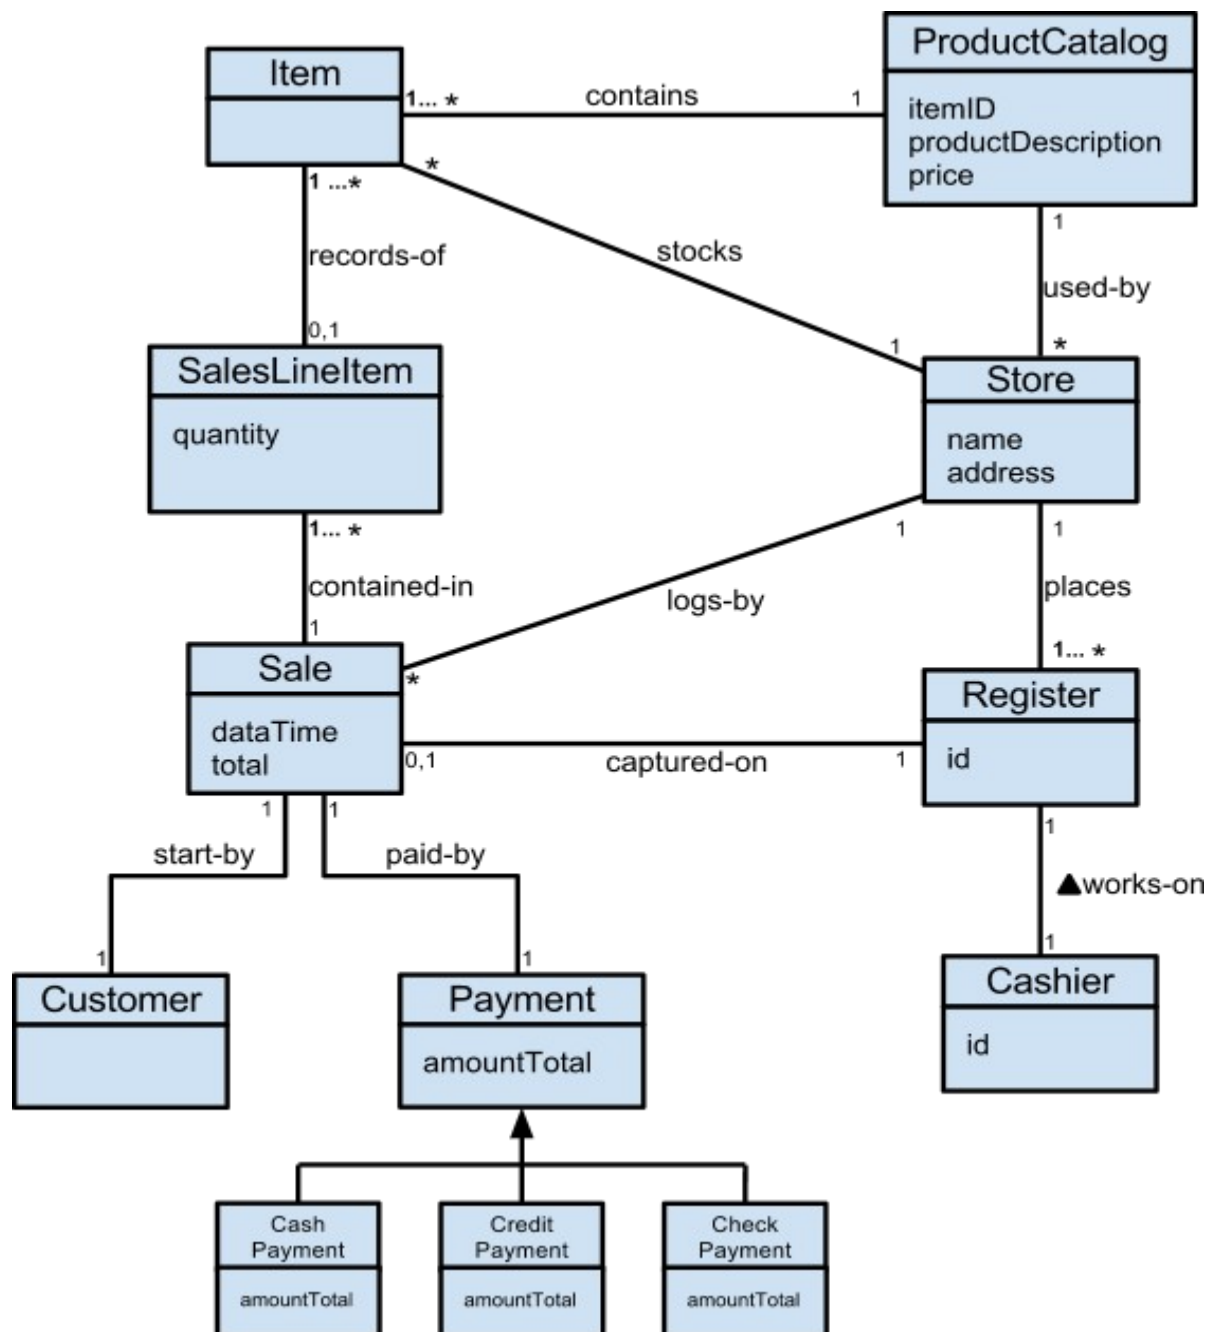 ProductCatalog
itemID
productDescription
price
Item
1... *
contains
1
*
1 ...*
1
stocks
records-of
used-by
0,1
1
*
SalesLineItem
quantity
Store
name
address
1... *
1
1
contained-in
logs-by
places
1
1... *
Sale
dataTime
total
*
Register
id
0,1
captured-on
1
1
1
1
start-by
paid-by
▲works-on
1
1
1
Customer
Payment
amountTotal
Cashier
id
Cash
Payment
amountTotal
Credit
Payment
amountTotal
Check
Payment
amountTotal